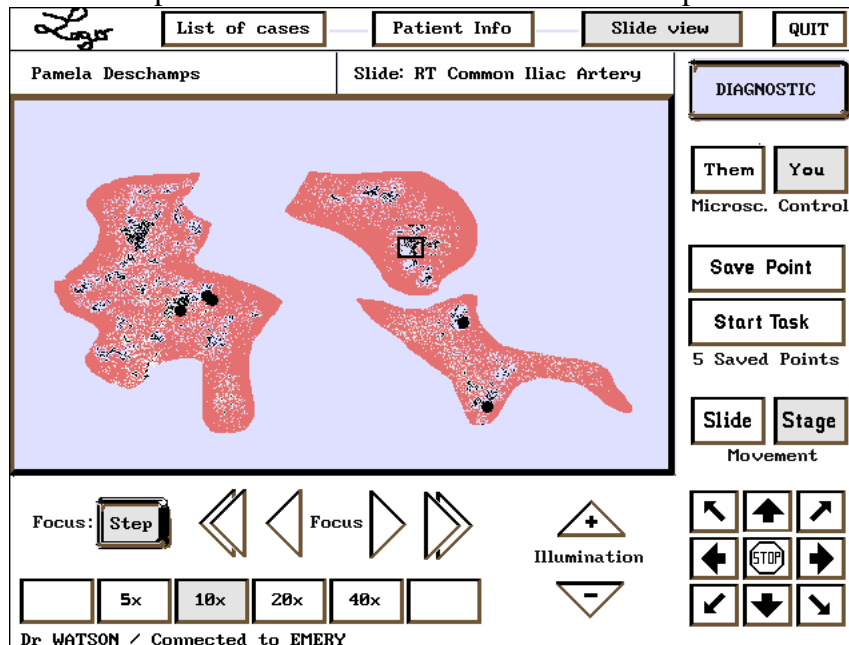 List of cases Patient Info Slide view QUIT
Pamela Deschamps Slide: RT Common Iliac Artery
DIAGNOSTIC
Them You
Microsc. Control
Save Point
Start Task
5 Saved Points
Slide Stage
Movement
Focus: Step Focus + Illumination - STOP
5x 10x 20x 40x
Dr WATSON / Connected to EMERY